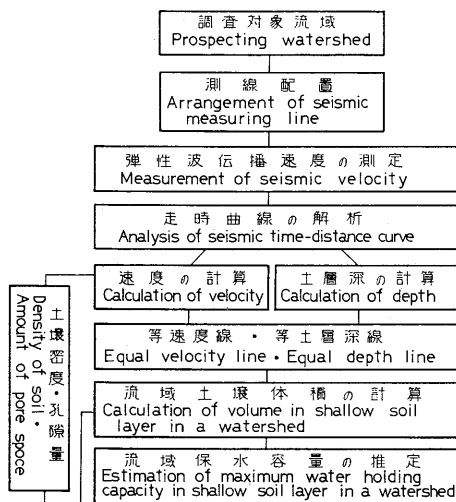 調査対象流域
Prospecting watershed
測線配置
Arrangement of seismic
measuring line
弾性波伝播速度の測定
Measurement of seismic velocity
走時曲線の解析
Analysis of seismic time-distance curve
速度の計算
Calculation of velocity
土層深の計算
Calculation of depth
等速度線・等土層深線
Equal velocity line・Equal depth line
流域土壌体積の計算
Calculation of volume in shallow soil
layer in a watershed
流域保水容量の推定
Estimation of maximum water holding
capacity in shallow soil layer in a watershed
土壌密度・孔隙量
Density of soil・
Amount of pore spoce